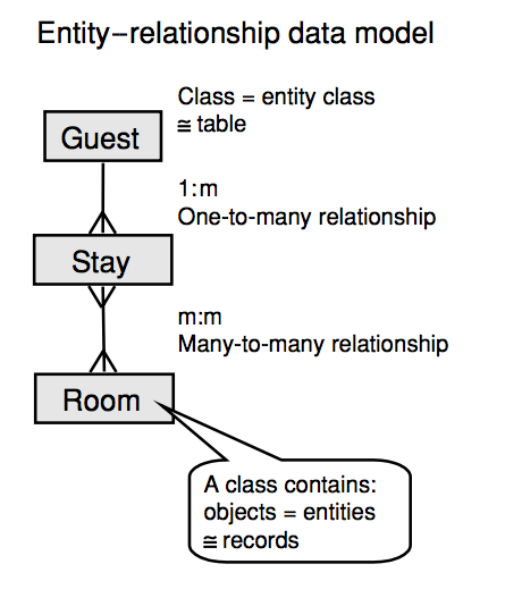 Entity–relationship data model
Class = entity class
≅ table
Guest
1:m
One-to-many relationship
Stay
m:m
Many-to-many relationship
Room
A class contains:
objects = entities
≅ records